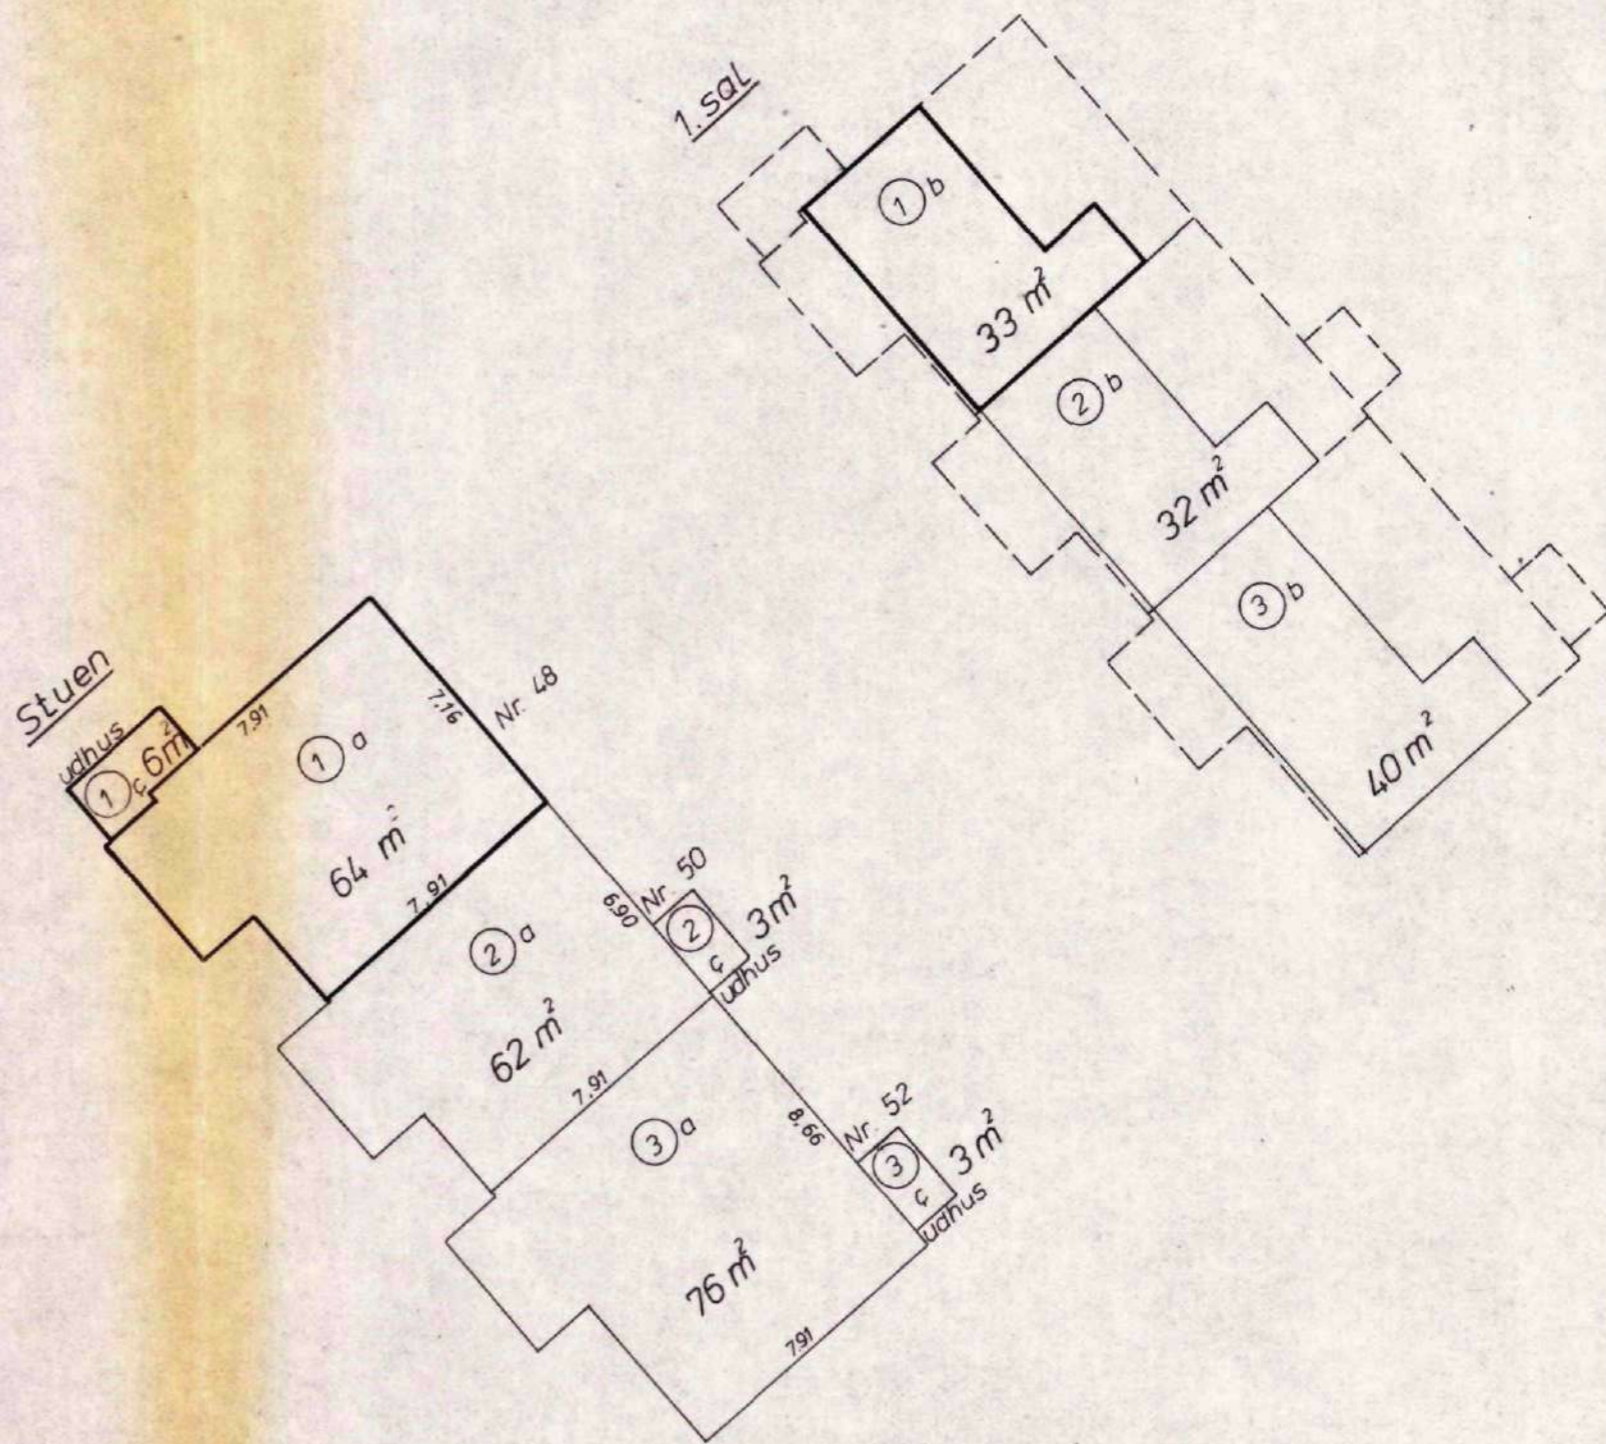 1. sal
1 b
33 m²
2 b
32 m²
3 b
40 m²
Stuen
udhus
1 c 6 m²
7.91
7.16
Nr. 48
1 a
64 m²
7.91
2 a
62 m²
6.90
Nr. 50
2 c
3 m²
udhus
7.91
3 a
76 m²
8.66
Nr. 52
3 c
3 m²
udhus
7.91